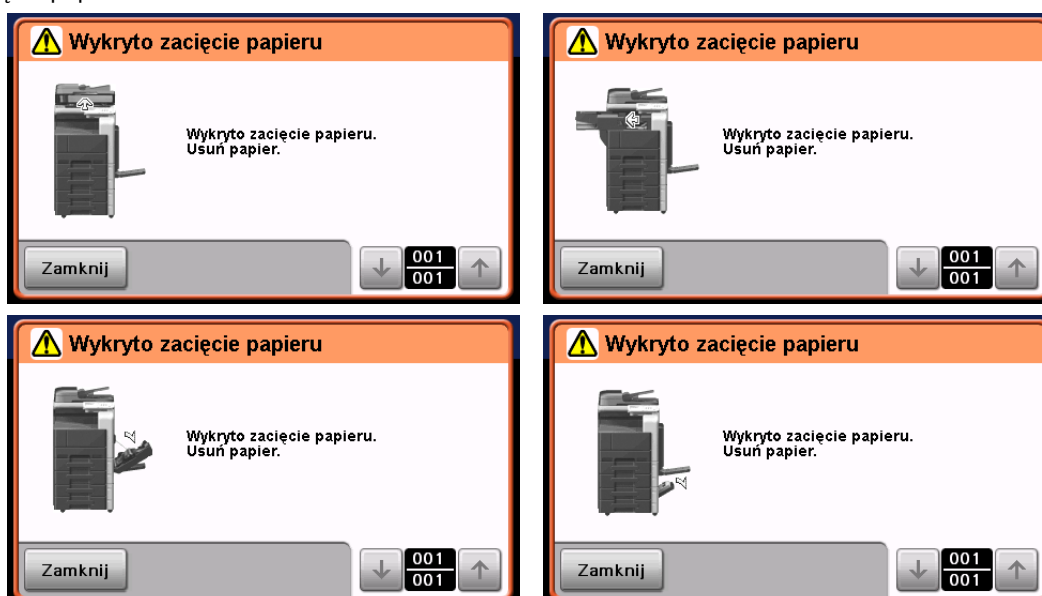 Wykryto zacięcie papieru
Wykryto zacięcie papieru.
Usuń papier.
Zamknij
001
001
Wykryto zacięcie papieru
Wykryto zacięcie papieru.
Usuń papier.
Zamknij
001
001
Wykryto zacięcie papieru
Wykryto zacięcie papieru.
Usuń papier.
Zamknij
001
001
Wykryto zacięcie papieru
Wykryto zacięcie papieru.
Usuń papier.
Zamknij
001
001